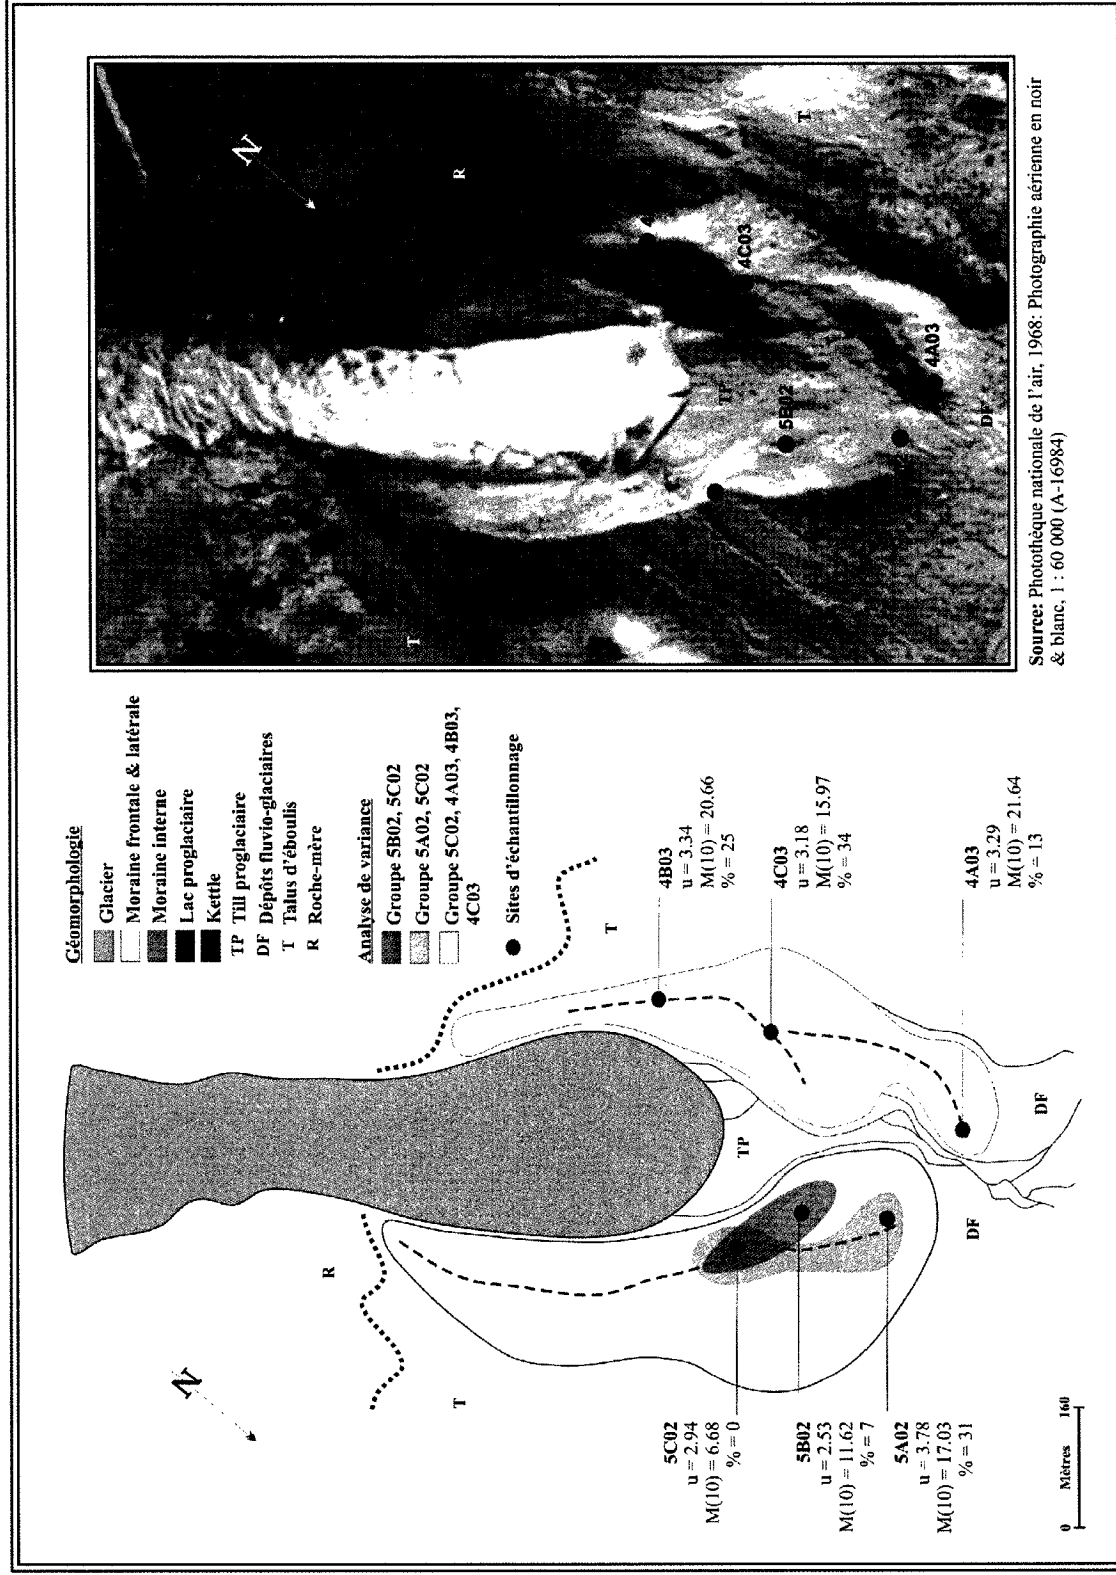 Géomorphologie
Glacier
Moraine frontale & latérale
Moraine interne
Lac proglaciaire
Kettle
TP Till proglaciaire
DF Dépôts fluvio-glaciaires
T Talus d'éboulis
R Roche-mère
Analyse de variance
Groupe 5B02, 5C02
Groupe 5A02, 5C02
Groupe 5C02, 4A03, 4B03,
4C03
Sites d'échantillonnage
N
R
T
T
TP
DF
DF
5C02
u = 2.94
M(10) = 6.68
% = 0
5B02
u = 2.53
M(10) = 11.62
% = 7
5A02
u = 3.78
M(10) = 17.03
% = 31
4B03
u = 3.34
M(10) = 20.66
% = 25
4C03
u = 3.18
M(10) = 15.97
% = 34
4A03
u = 3.29
M(10) = 21.64
% = 13
0 Mètres 160
N
R
T
T
TP
DF
4C03
5B02
4A03
Source: Photothèque nationale de l'air, 1968: Photographie aérienne en noir
& blanc, 1 : 60 000 (A-16984)